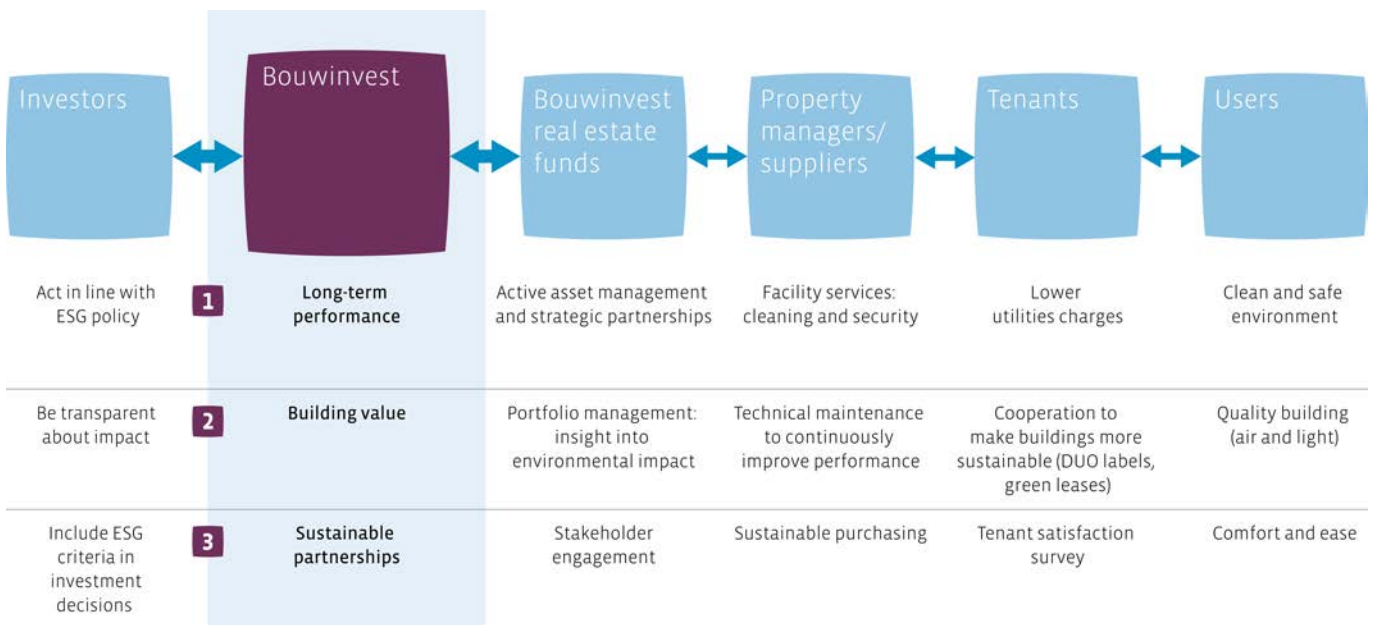 Investors
Bouwinvest
Bouwinvest
real estate
funds
Property
managers/
suppliers
Tenants
Users
Act in line with
ESG policy
1
Long-term
performance
Active asset management
and strategic partnerships
Facility services:
cleaning and security
Lower
utilities charges
Clean and safe
environment
Be transparent
about impact
2
Building value
Portfolio management:
insight into
environmental impact
Technical maintenance
to continuously
improve performance
Cooperation to
make buildings more
sustainable (DUO labels,
green leases)
Quality building
(air and light)
Include ESG
criteria in
investment
decisions
3
Sustainable
partnerships
Stakeholder
engagement
Sustainable purchasing
Tenant satisfaction
survey
Comfort and ease